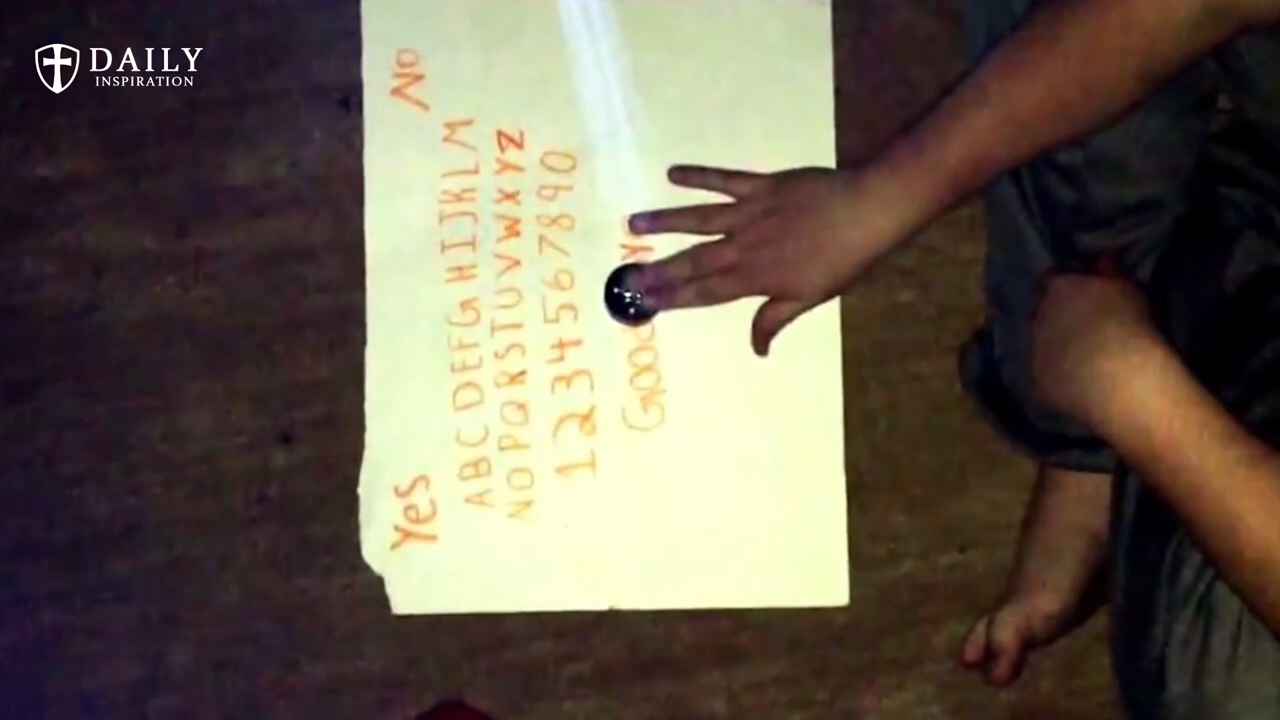 DAILY
INSPIRATION
Yes No
ABCDEFGHIJKLM
NOPQRSTUVWXYZ
1234567890